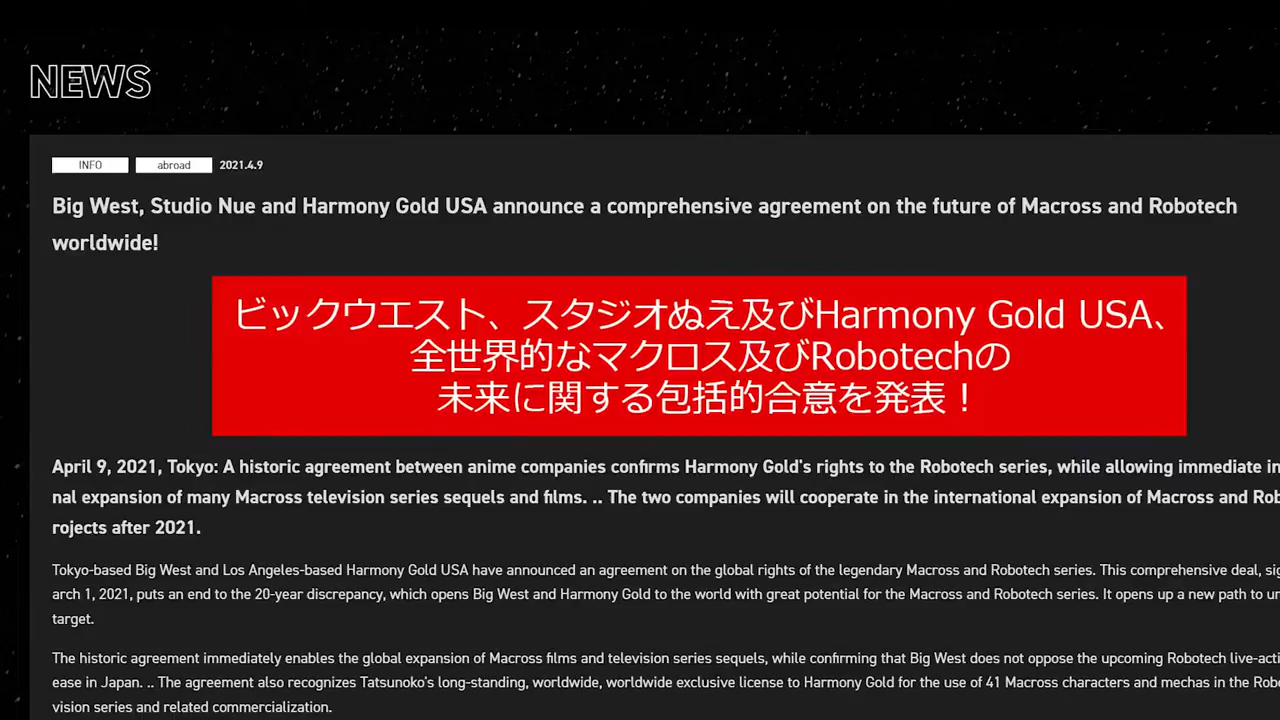 NEWS
INFO abroad 2021.4.9
Big West, Studio Nue and Harmony Gold USA announce a comprehensive agreement on the future of Macross and Robotech
worldwide!
ビックウエスト、スタジオぬえ及びHarmony Gold USA、
全世界的なマクロス及びRobotechの
未来に関する包括的合意を発表！
April 9, 2021, Tokyo: A historic agreement between anime companies confirms Harmony Gold's rights to the Robotech series, while allowing immediate in
nal expansion of many Macross television series sequels and films. .. The two companies will cooperate in the international expansion of Macross and Rob
rojects after 2021.
Tokyo-based Big West and Los Angeles-based Harmony Gold USA have announced an agreement on the global rights of the legendary Macross and Robotech series. This comprehensive deal, sig
arch 1, 2021, puts an end to the 20-year discrepancy, which opens Big West and Harmony Gold to the world with great potential for the Macross and Robotech series. It opens up a new path to un
target.
The historic agreement immediately enables the global expansion of Macross films and television series sequels, while confirming that Big West does not oppose the upcoming Robotech live-acti
ease in Japan. .. The agreement also recognizes Tatsunoko's long-standing, worldwide, worldwide exclusive license to Harmony Gold for the use of 41 Macross characters and mechas in the Robo
vision series and related commercialization.